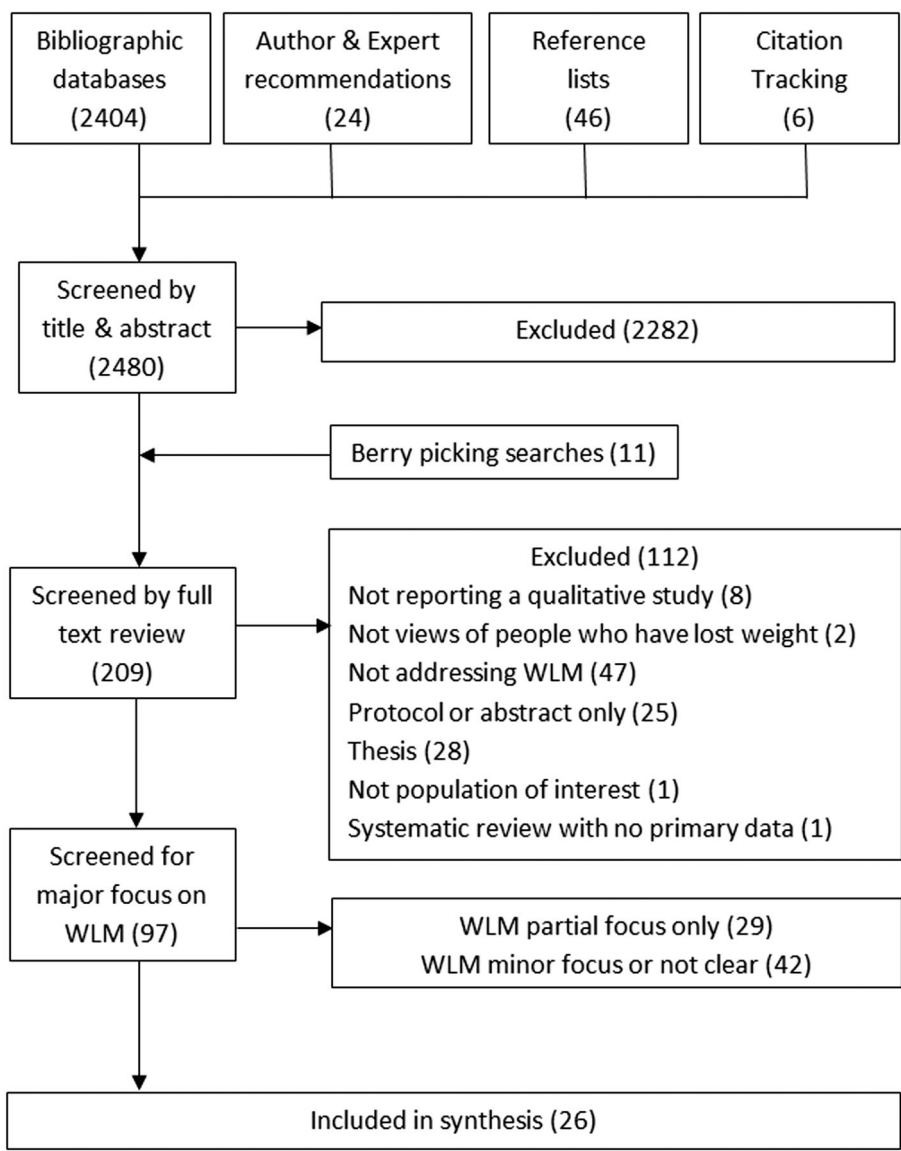 Bibliographic
databases
(2404)
Author & Expert
recommendations
(24)
Reference
lists
(46)
Citation
Tracking
(6)
Screened by
title & abstract
(2480)
Excluded (2282)
Berry picking searches (11)
Screened by full
text review
(209)
Excluded (112)
Not reporting a qualitative study (8)
Not views of people who have lost weight (2)
Not addressing WLM (47)
Protocol or abstract only (25)
Thesis (28)
Not population of interest (1)
Systematic review with no primary data (1)
Screened for
major focus on
WLM (97)
WLM partial focus only (29)
WLM minor focus or not clear (42)
Included in synthesis (26)